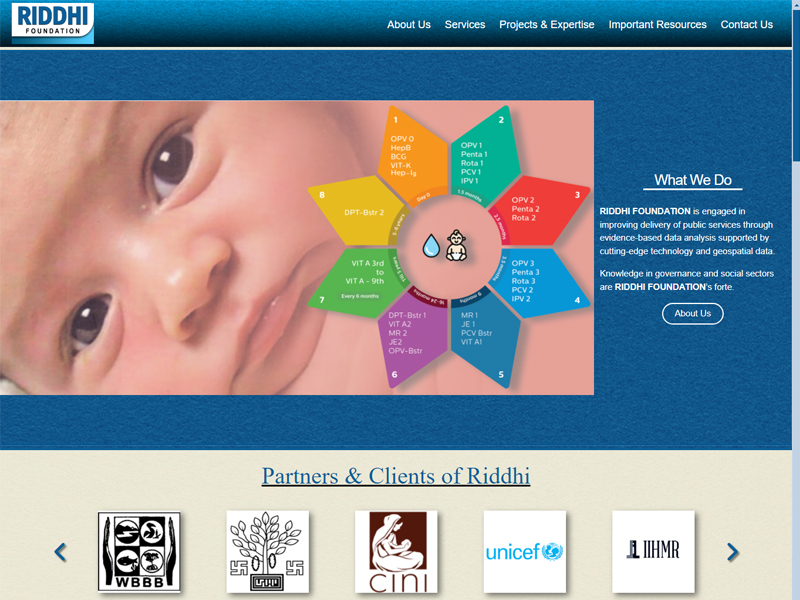 RIDDHI
FOUNDATION
About Us
Services
Projects & Expertise
Important Resources
Contact Us
1
OPV 0
HepB
BCG
VIT-K
Hep-Ig
Day 0
2
OPV 1
Penta 1
Rota 1
PCV 1
IPV 1
1.5 months
3
OPV 2
Penta 2
Rota 2
2.5 months
OPV 3
Penta 3
Rota 3
PCV 2
IPV 2
4
3.5 months
MR 1
JE 1
PCV Bstr
VIT A1
5
9 months
DPT-Bstr 1
VIT A2
MR 2
JE2
OPV-Bstr
6
16-24 months
VIT A 3rd
to
VIT A - 9th
Every 6 months
7
8
DPT-Bstr 2
What We Do
RIDDHI FOUNDATION is engaged in
improving delivery of public services through
evidence-based data analysis supported by
cutting-edge technology and geospatial data.
Knowledge in governance and social sectors
are RIDDHI FOUNDATION's forte.
About Us
Partners & Clients of Riddhi
WBBB
CINI
unicef
IIHMR